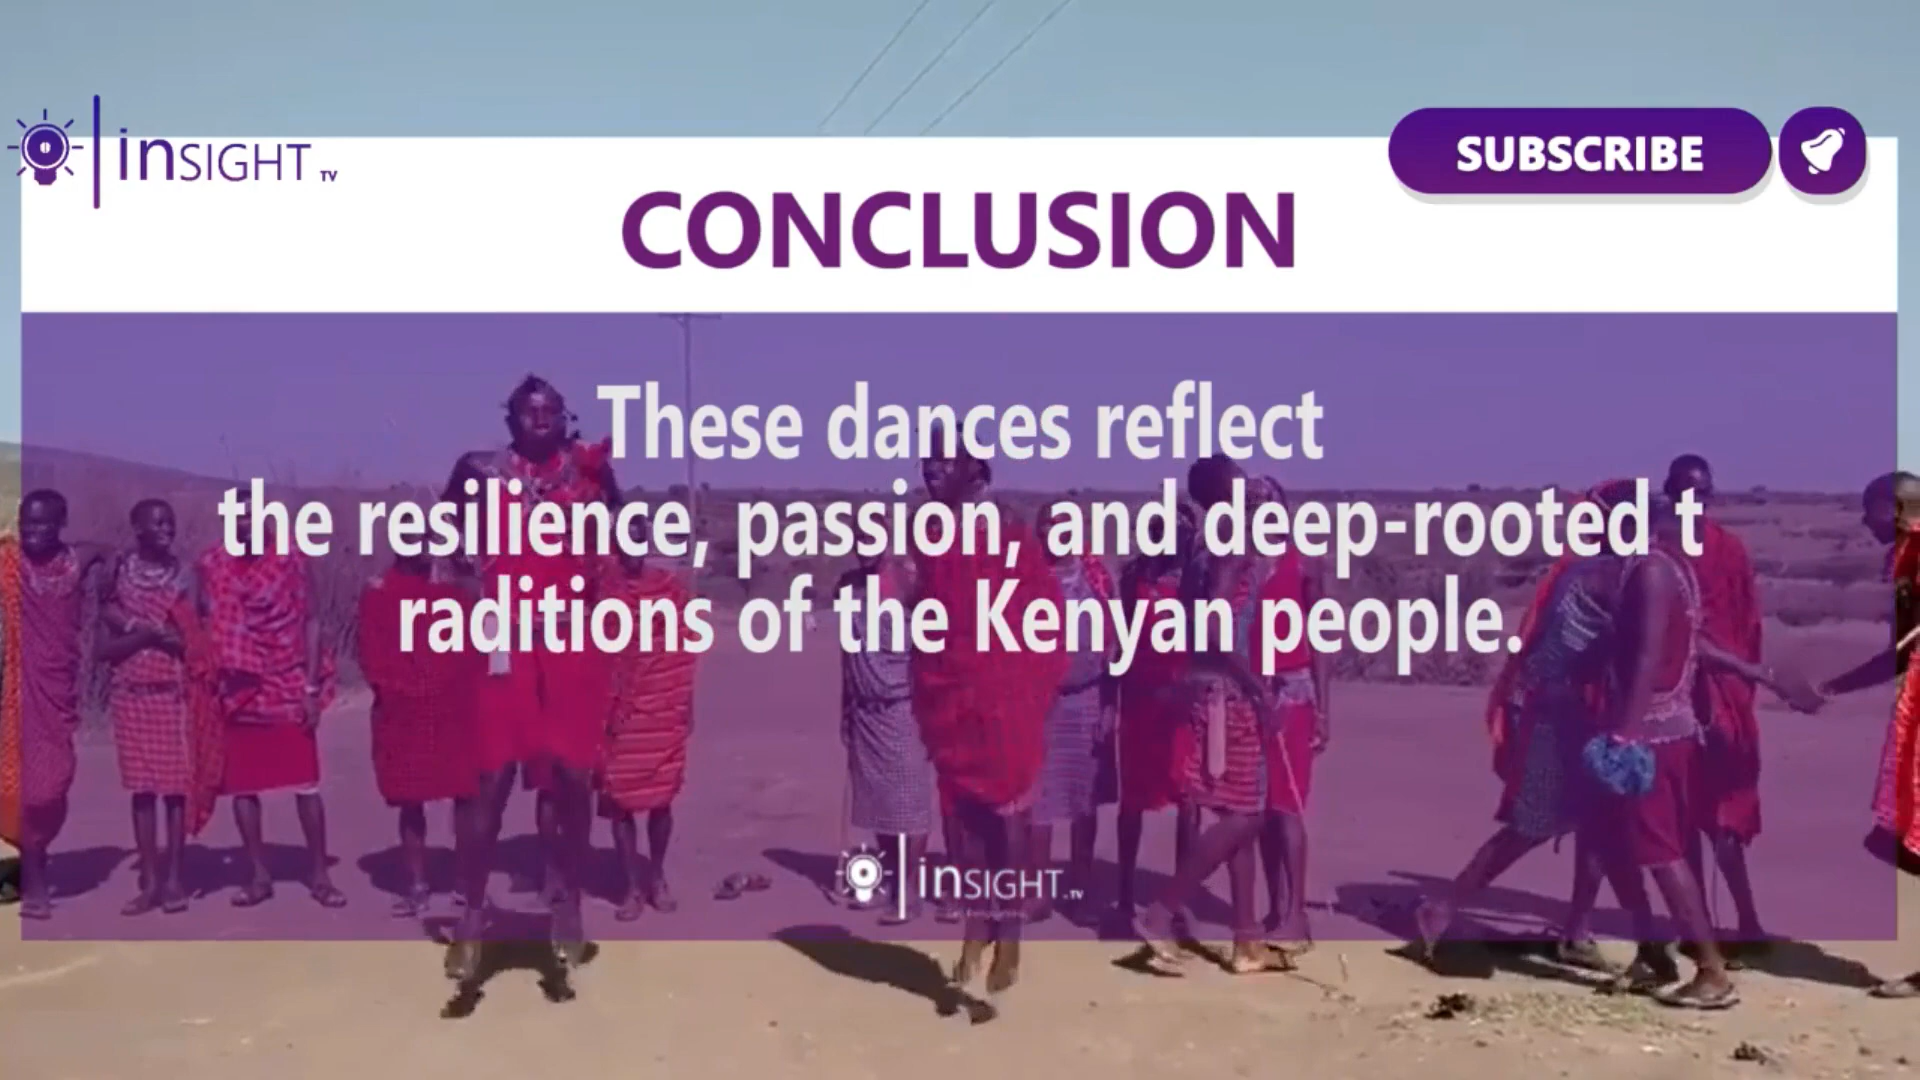 inSIGHT TV
SUBSCRIBE
CONCLUSION
These dances reflect
the resilience, passion, and deep-rooted t
raditions of the Kenyan people.
inSIGHT.TV